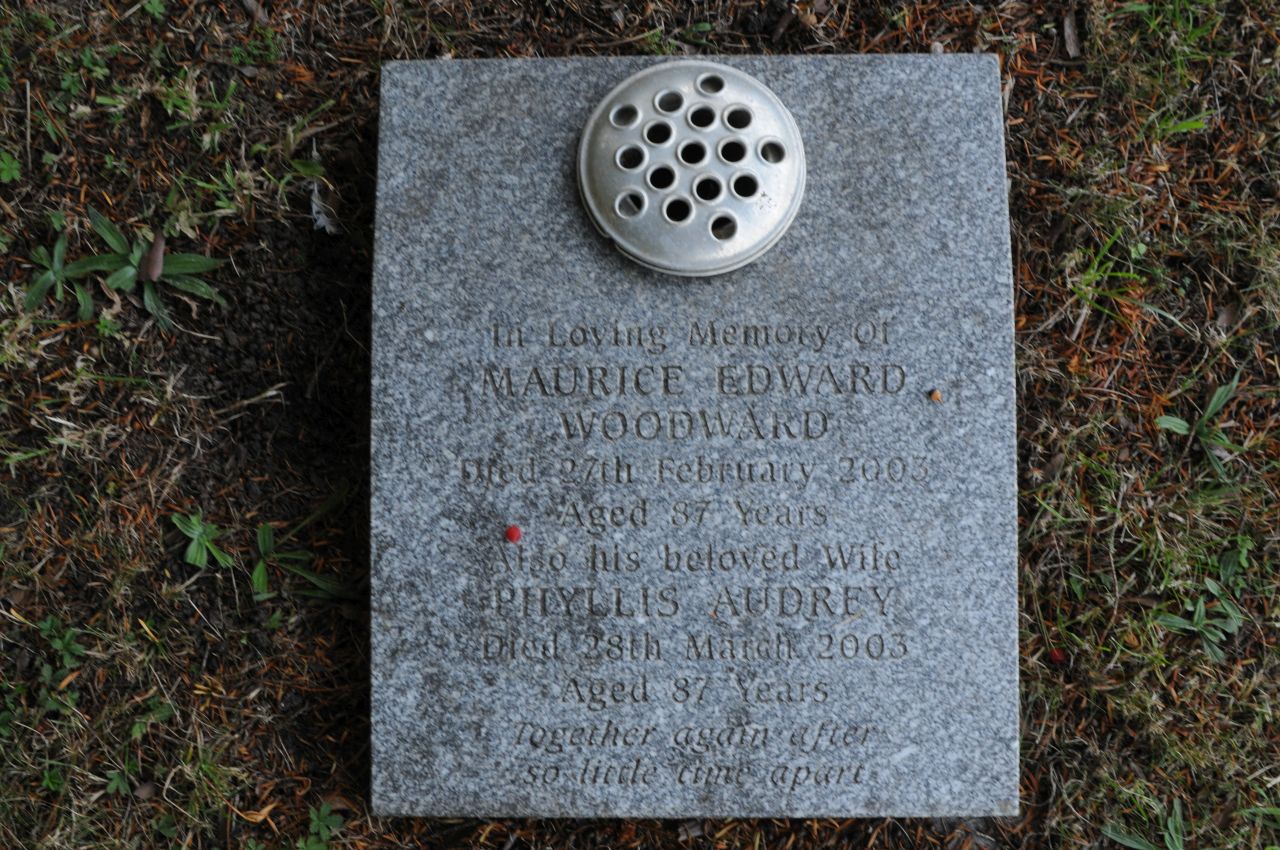 In Loving Memory Of
MAURICE EDWARD
WOODWARD
Died 27th February 2003
Aged 87 Years
Also his beloved Wife
PHYLLIS AUDREY
Died 28th March 2003
Aged 87 Years
Together again after
so little time apart